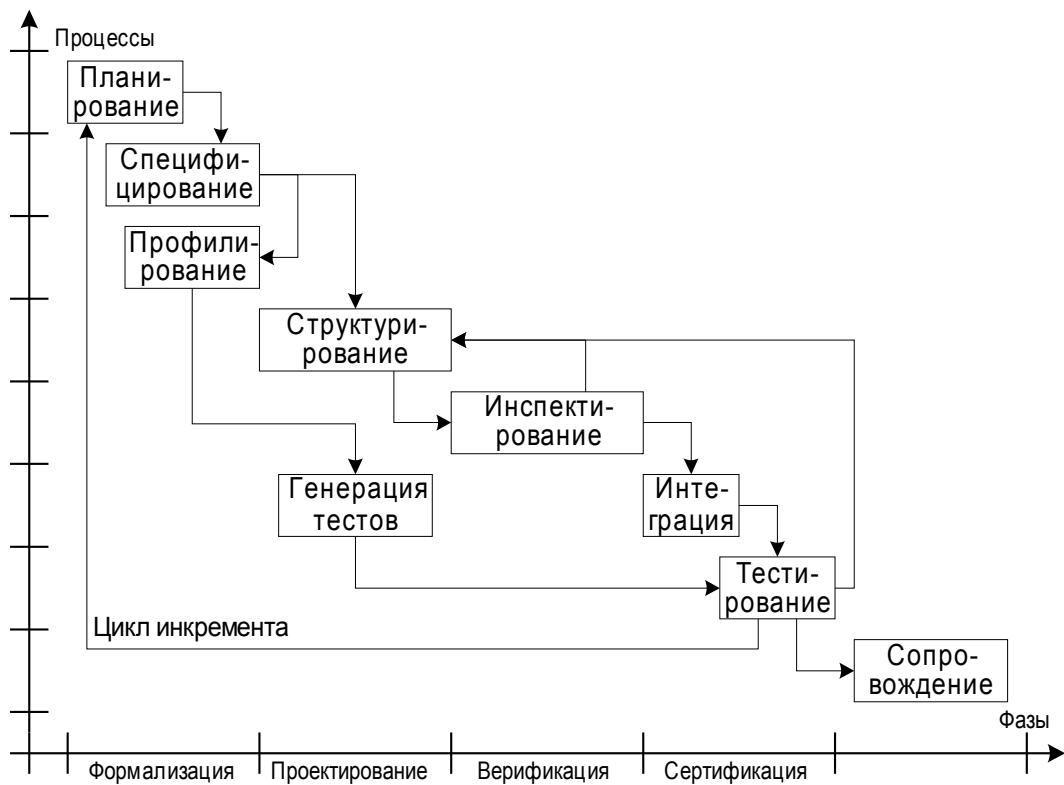 Процессы
Плани-
рование
Специфи-
цирование
Профили-
рование
Структури-
рование
Инспекти-
рование
Генерация
тестов
Инте-
грация
Тести-
рование
Цикл инкремента
Сопро-
вождение
Фазы
Формализация
Проектирование
Верификация
Сертификация